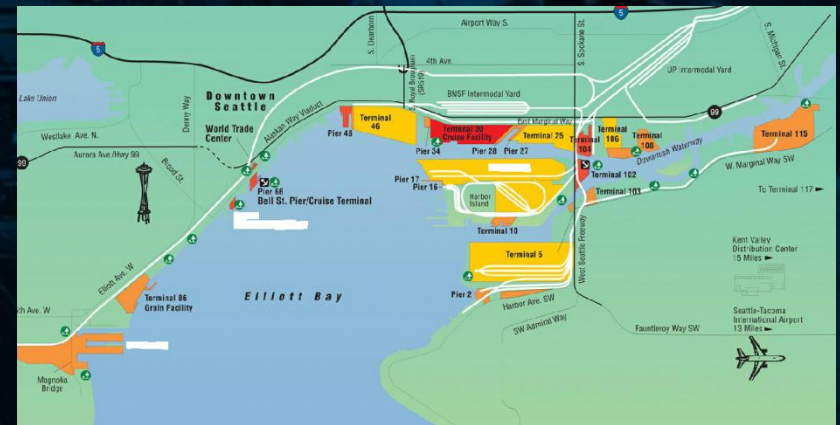 Airport Way S.
S. Dearborn
S. Spokane St.
S. Michigan St.
5
5
4th Ave.
S. Royal Brougham
(SR519)
UP Intermodal Yard
BNSF Intermodal Yard
Lake Union
Downtown
Seattle
Denny Way
Alaskan Way Viaduct
East Marginal Way
99
World Trade
Center
Westlake Ave. N.
Aurora Ave./Hwy 99
99
Broad St.
Pier 48
Terminal
46
Pier 34
Terminal 30
Cruise Facility
Pier 28
Pier 27
Terminal 25
Terminal
104
Terminal
106
Terminal
108
Terminal 115
Duwamish Waterway
W. Marginal Way SW
Pier 17
Pier 16
Harbor
Island
Terminal 102
Terminal 103
To Terminal 117
Pier 66
Bell St. Pier/Cruise Terminal
Terminal 10
Terminal 5
West Seattle Freeway
Kent Valley
Distribution Center
15 Miles
Elliott Ave. W
Terminal 86
Grain Facility
Elliott Bay
Pier 2
Harbor Ave. SW
SW Admiral Way
Fauntleroy Way SW
Seattle-Tacoma
International Airport
13 Miles
Magnolia
Bridge